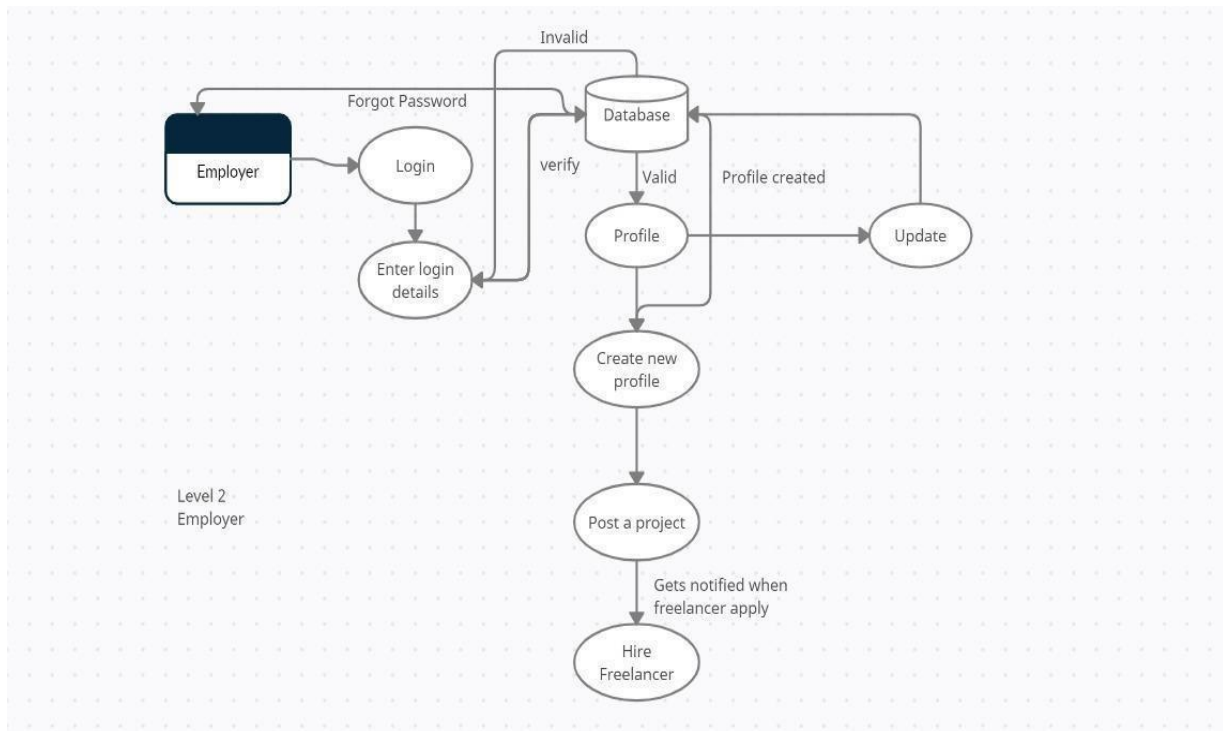 Invalid
Forgot Password
Database
Employer
Login
verify
Valid
Profile created
Profile
Update
Enter login
details
Create new
profile
Level 2
Employer
Post a project
Gets notified when
freelancer apply
Hire
Freelancer